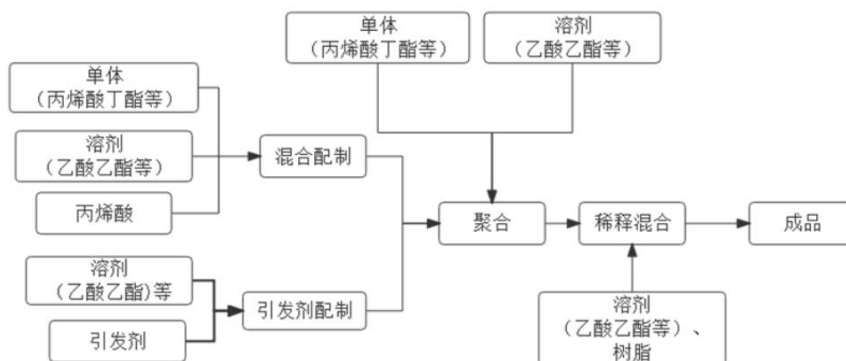 单体
（丙烯酸丁酯等）
溶剂
（乙酸乙酯等）
单体
（丙烯酸丁酯等）
溶剂
（乙酸乙酯等）
混合配制
丙烯酸
聚合
稀释混合
成品
溶剂
（乙酸乙酯)等
引发剂配制
引发剂
溶剂
（乙酸乙酯等）、
树脂